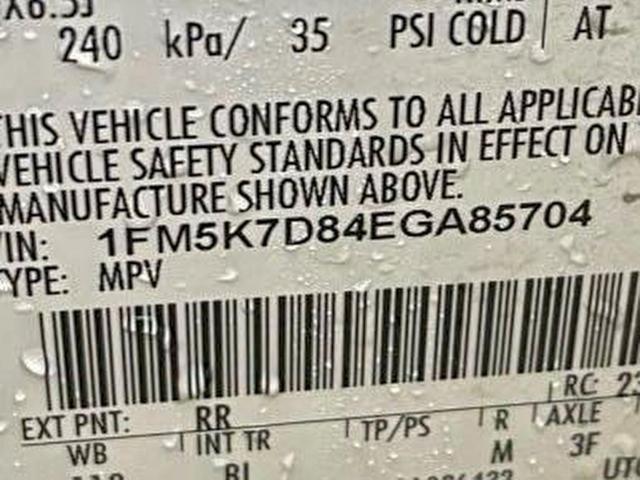 240 kPa/ 35 PSI COLD AT
THIS VEHICLE CONFORMS TO ALL
VEHICLE SAFETY STANDARDS IN EFFECT ON
MANUFACTURE SHOWN ABOVE.
VIN: 1FM5K7D84EGA85704
TYPE: MPV
RC:
EXT PNT: RR
WB INT TR TP/PS R AXLE
M 3F